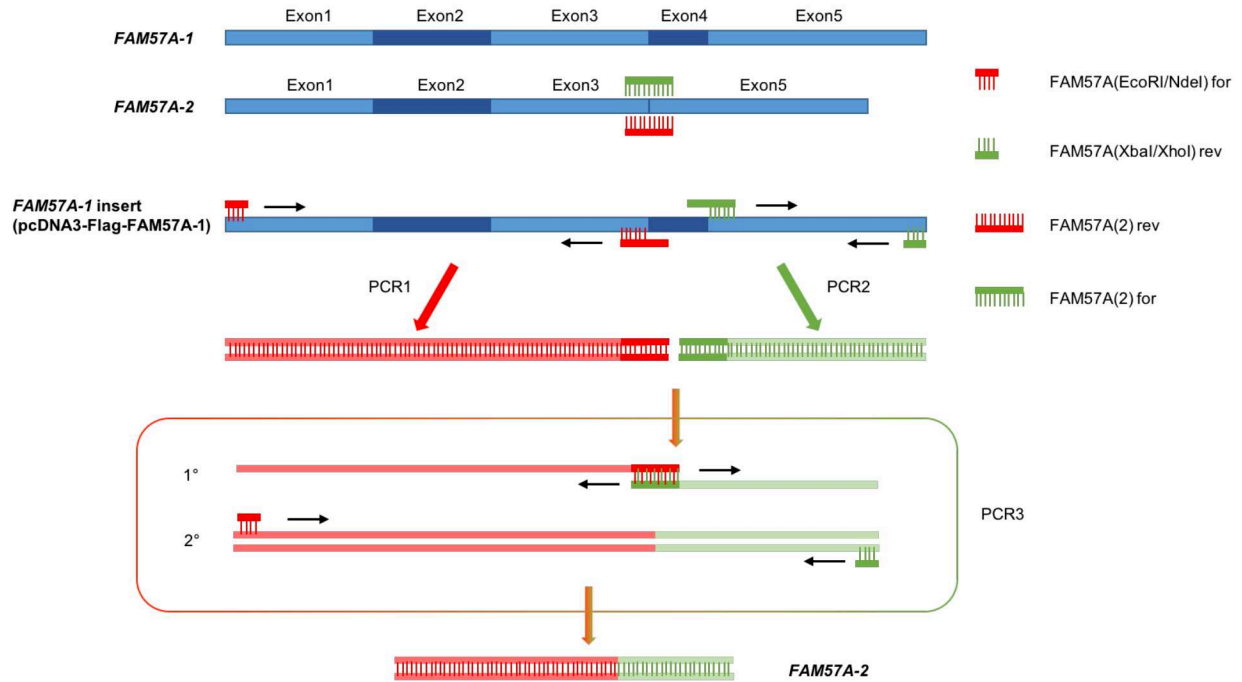 Exon1 Exon2 Exon3 Exon4 Exon5
FAM57A-1
Exon1 Exon2 Exon3 Exon5
FAM57A-2
FAM57A(EcoRI/NdeI) for
FAM57A(XbaI/XhoI) rev
FAM57A(2) rev
FAM57A(2) for
FAM57A-1 insert
(pcDNA3-Flag-FAM57A-1)
PCR1 PCR2
1°
2°
PCR3
FAM57A-2